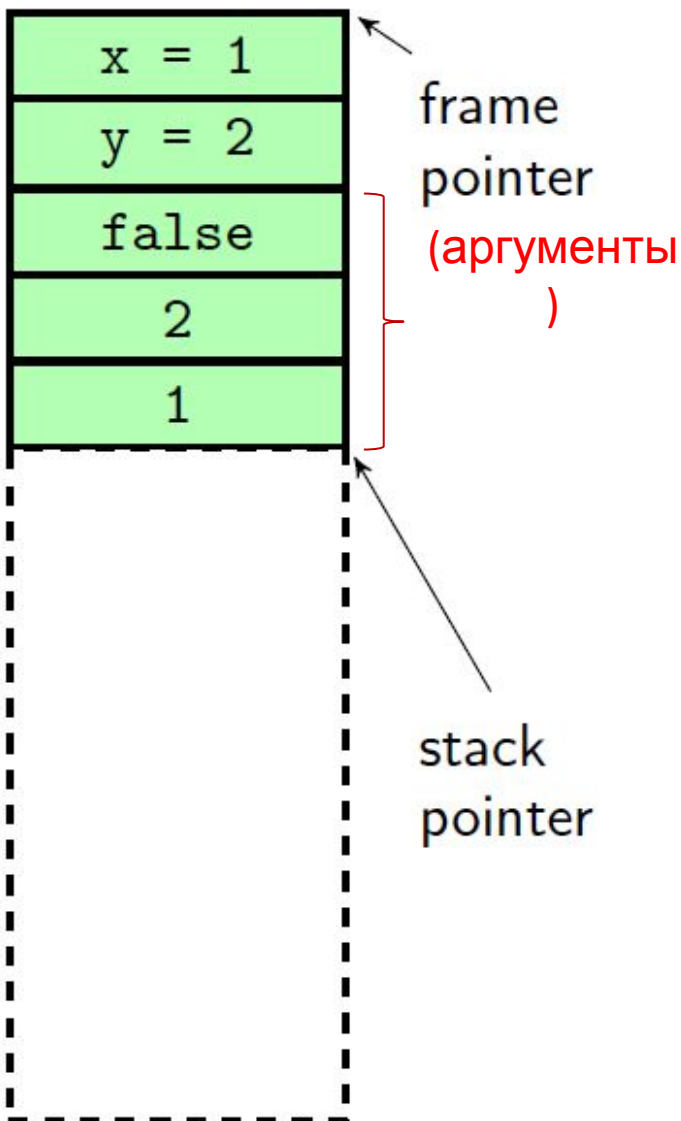 x = 1
y = 2
false
2
1
frame
pointer
(аргументы
)
stack
pointer